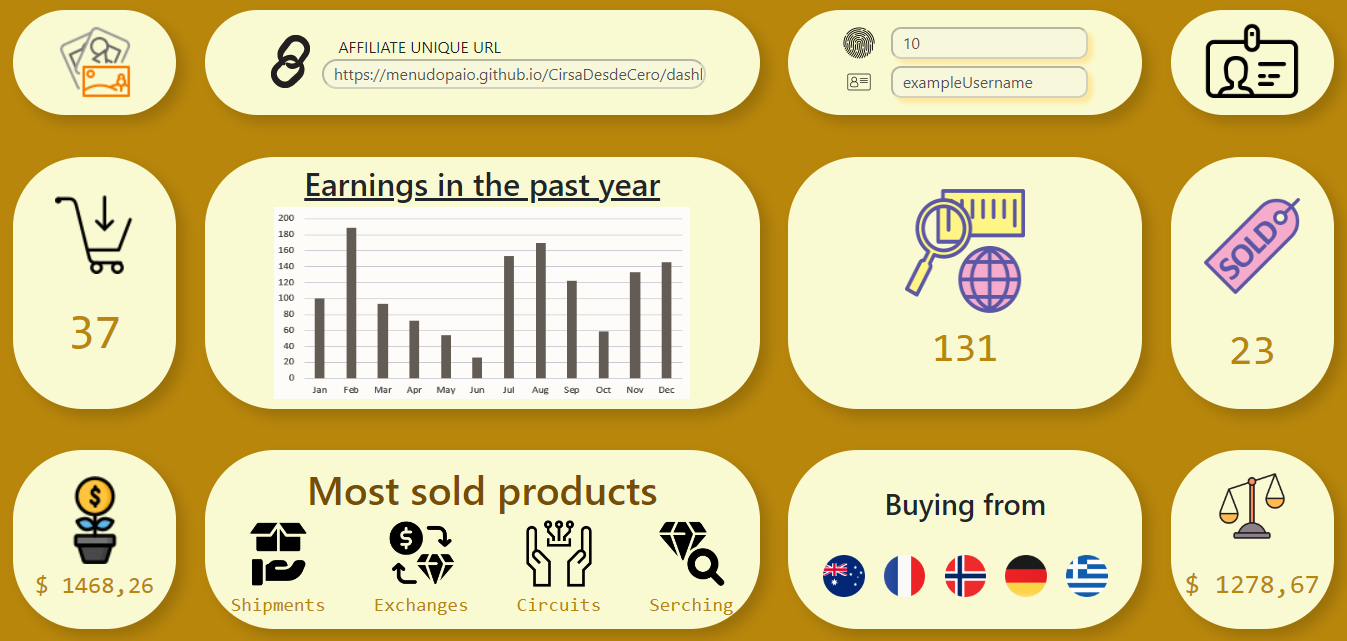 AFFILIATE UNIQUE URL
https://menudopaio.github.io/CirsaDesdeCero/dashl
10
exampleUsername
37
Earnings in the past year
200
180
160
140
120
100
80
60
40
20
0
Jan Feb Mar Apr May Jun Jul Aug Sep Oct Nov Dec
131
SOLD
23
$
$ 1468,26
Most sold products
$
Shipments Exchanges Circuits Serching
Buying from
$ 1278,67